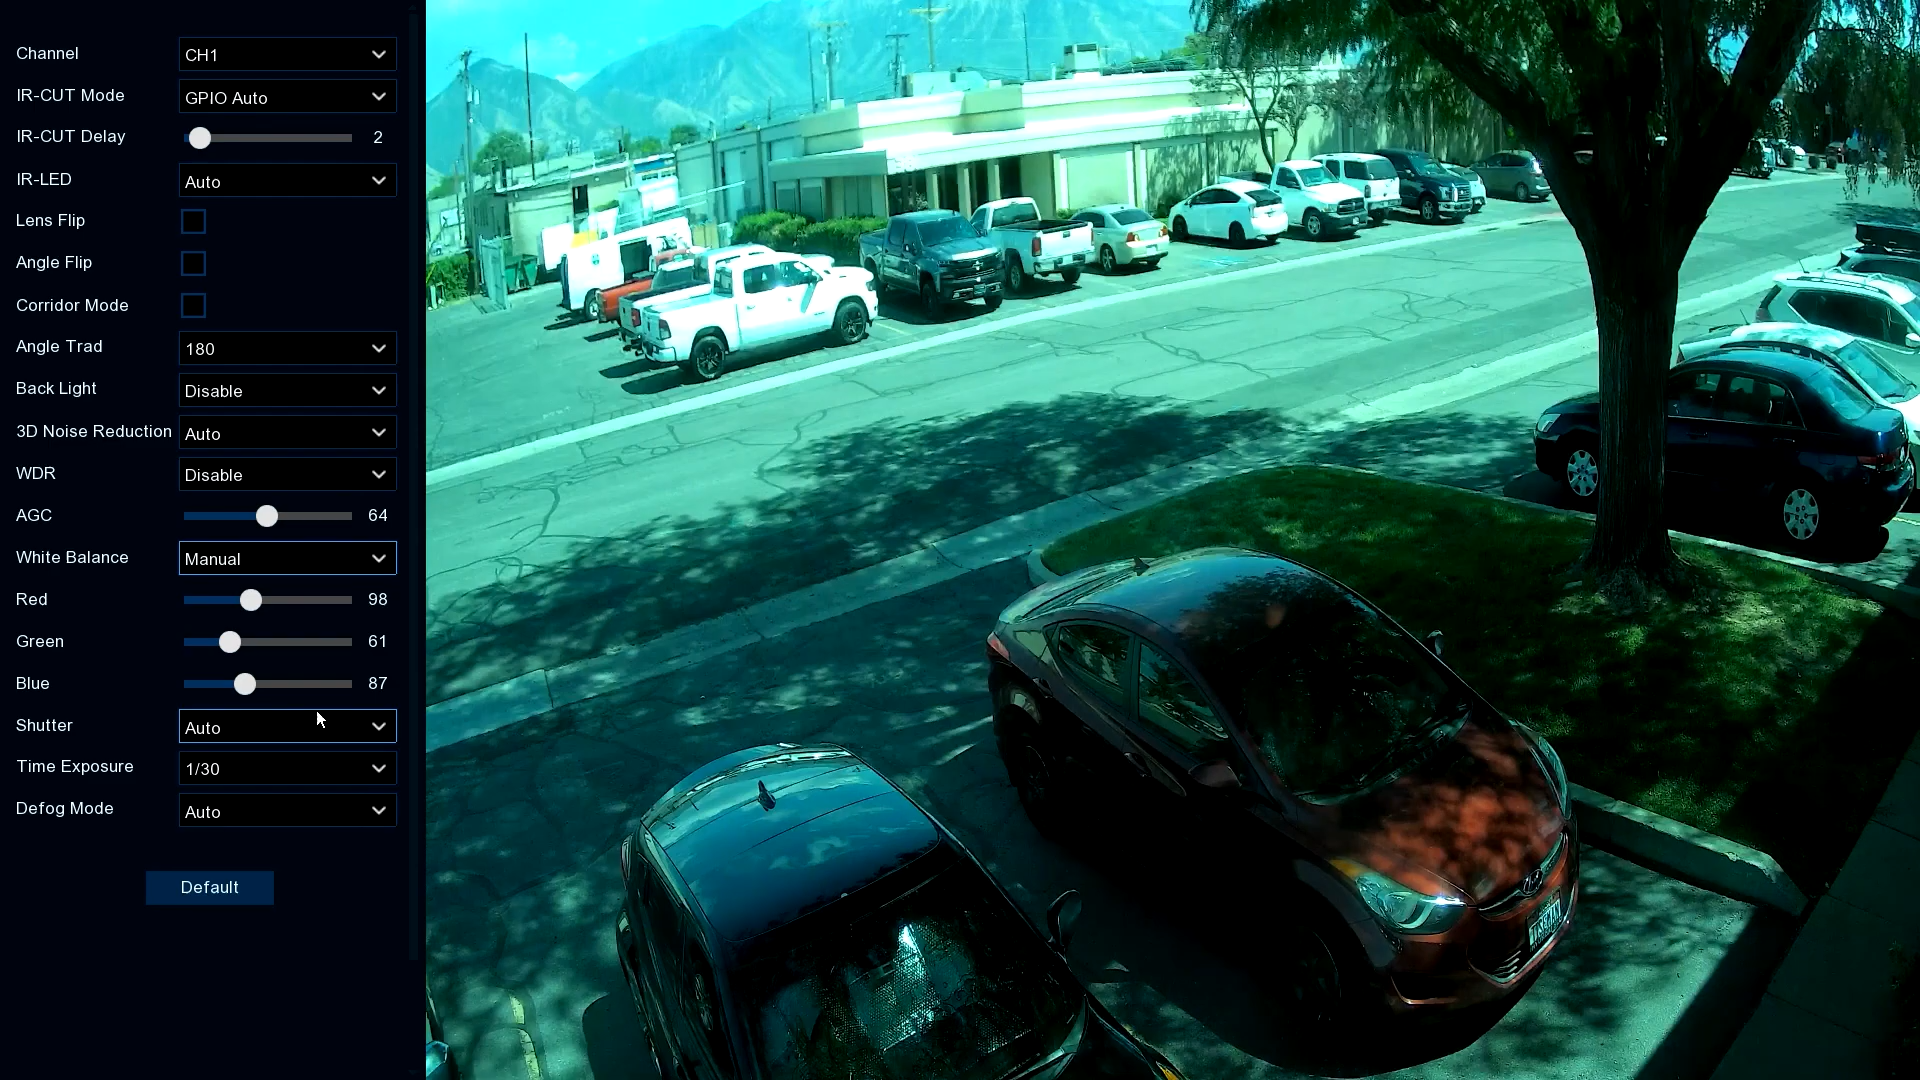 Channel CH1
IR-CUT Mode GPIO Auto
IR-CUT Delay 2
IR-LED Auto
Lens Flip
Angle Flip
Corridor Mode
Angle Trad 180
Back Light Disable
3D Noise Reduction Auto
WDR Disable
AGC 64
White Balance Manual
Red 98
Green 61
Blue 87
Shutter Auto
Time Exposure 1/30
Defog Mode Auto
Default